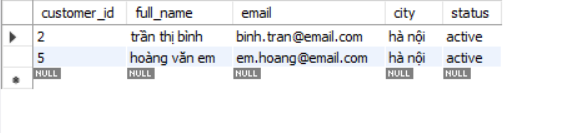 customer_id full_name email city status
2 trần thị bình binh.tran@email.com hà nội active
5 hoàng văn em em.hoang@email.com hà nội active
NULL NULL NULL NULL NULL